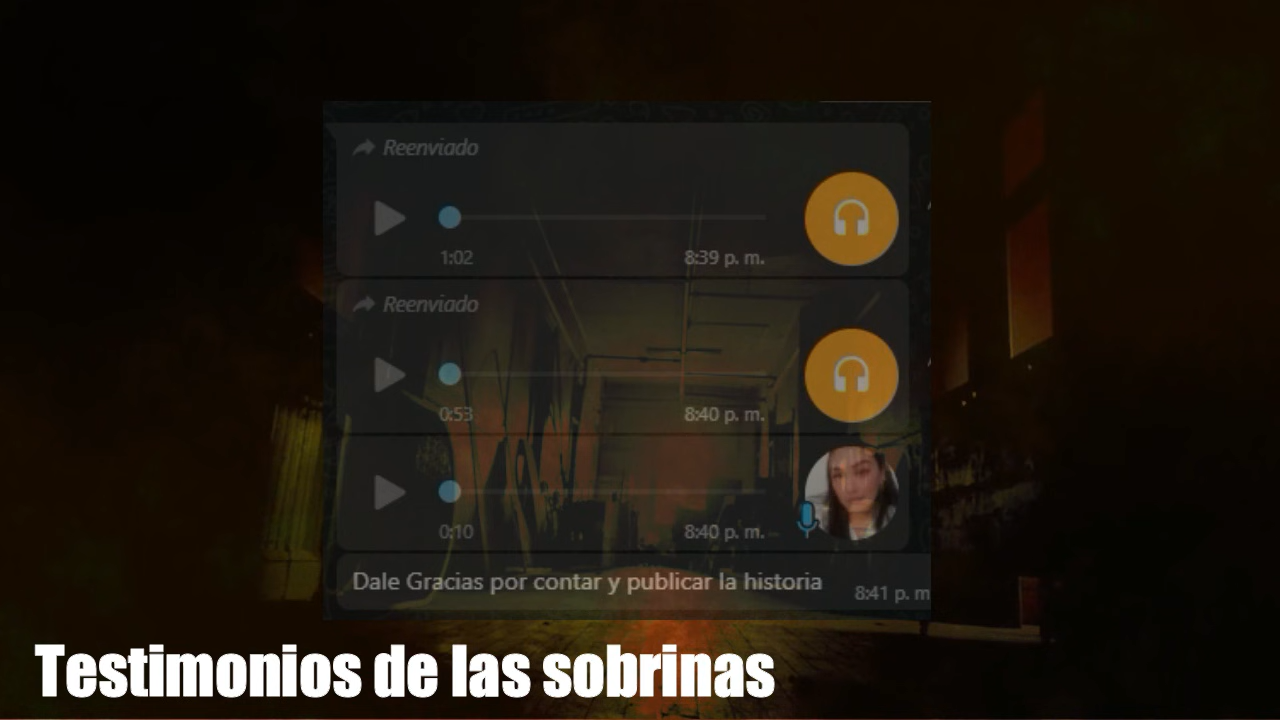 Reenviado
1:02 8:39 p. m.
Reenviado
0:53 8:40 p. m.
0:10 8:40 p. m.
Dale Gracias por contar y publicar la historia 8:41 p. m
Testimonios de las sobrinas